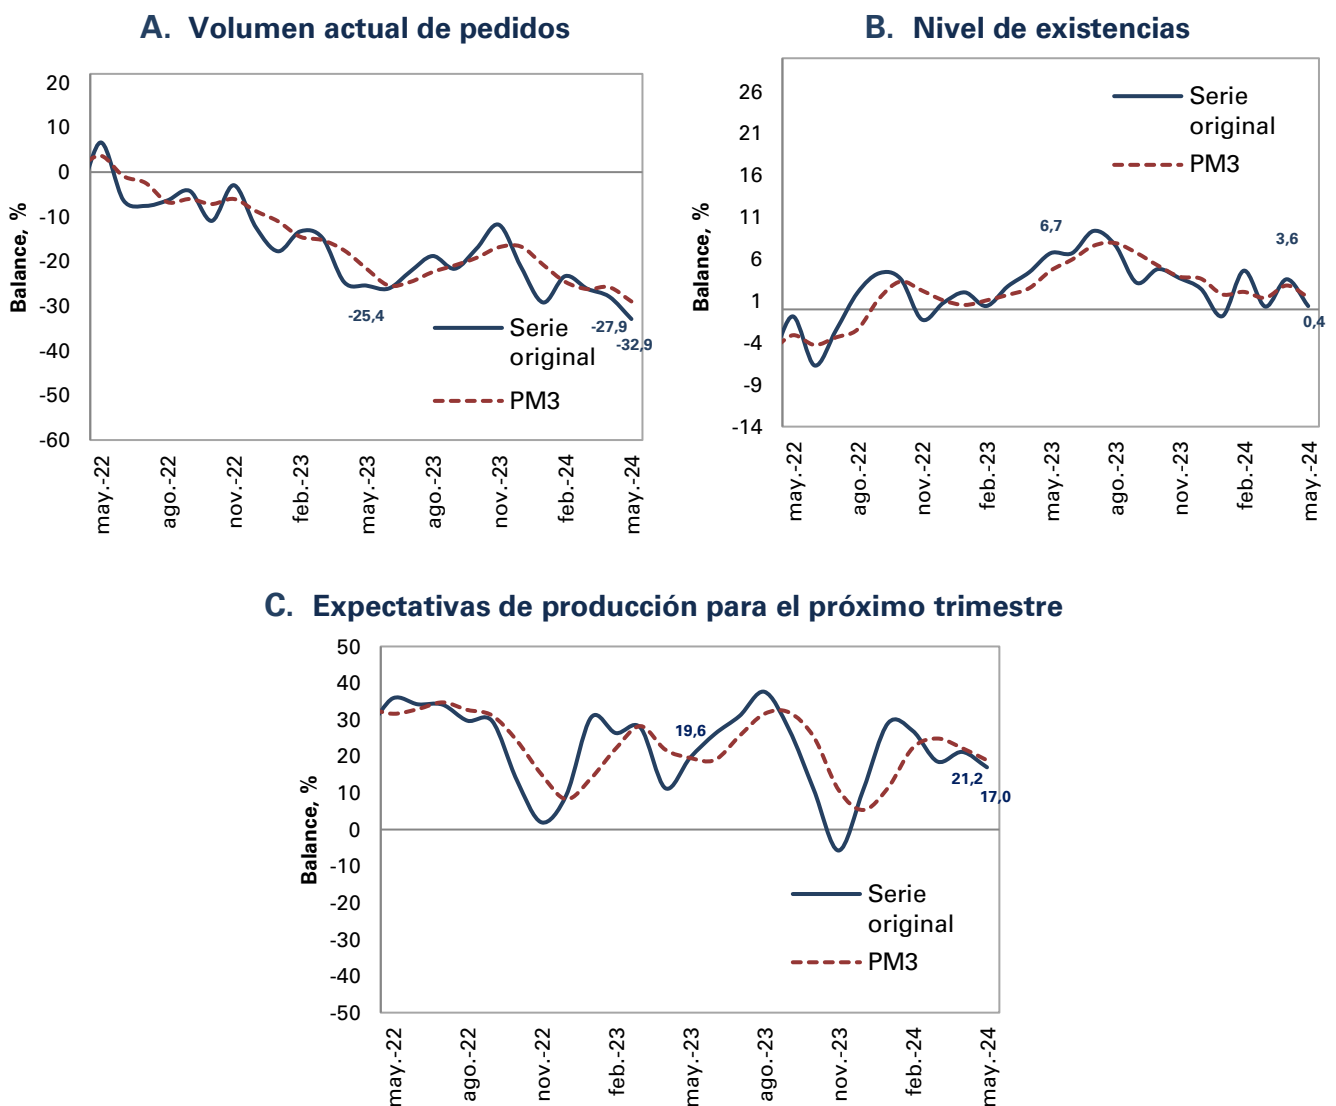 A. Volumen actual de pedidos
20
10
0
-10
-20
-30
-40
-50
-60
Balance, %
-25,4
-27,9
-32,9
Serie
original
PM3
may.-22
ago.-22
nov.-22
feb.-23
may.-23
ago.-23
nov.-23
feb.-24
may.-24
B. Nivel de existencias
26
21
16
11
6
1
-4
-9
-14
Balance, %
Serie
original
PM3
6,7
3,6
0,4
may.-22
ago.-22
nov.-22
feb.-23
may.-23
ago.-23
nov.-23
feb.-24
may.-24
C. Expectativas de producción para el próximo trimestre
50
40
30
20
10
0
-10
-20
-30
-40
-50
Balance, %
19,6
21,2
17,0
Serie
original
PM3
may.-22
ago.-22
nov.-22
feb.-23
may.-23
ago.-23
nov.-23
feb.-24
may.-24